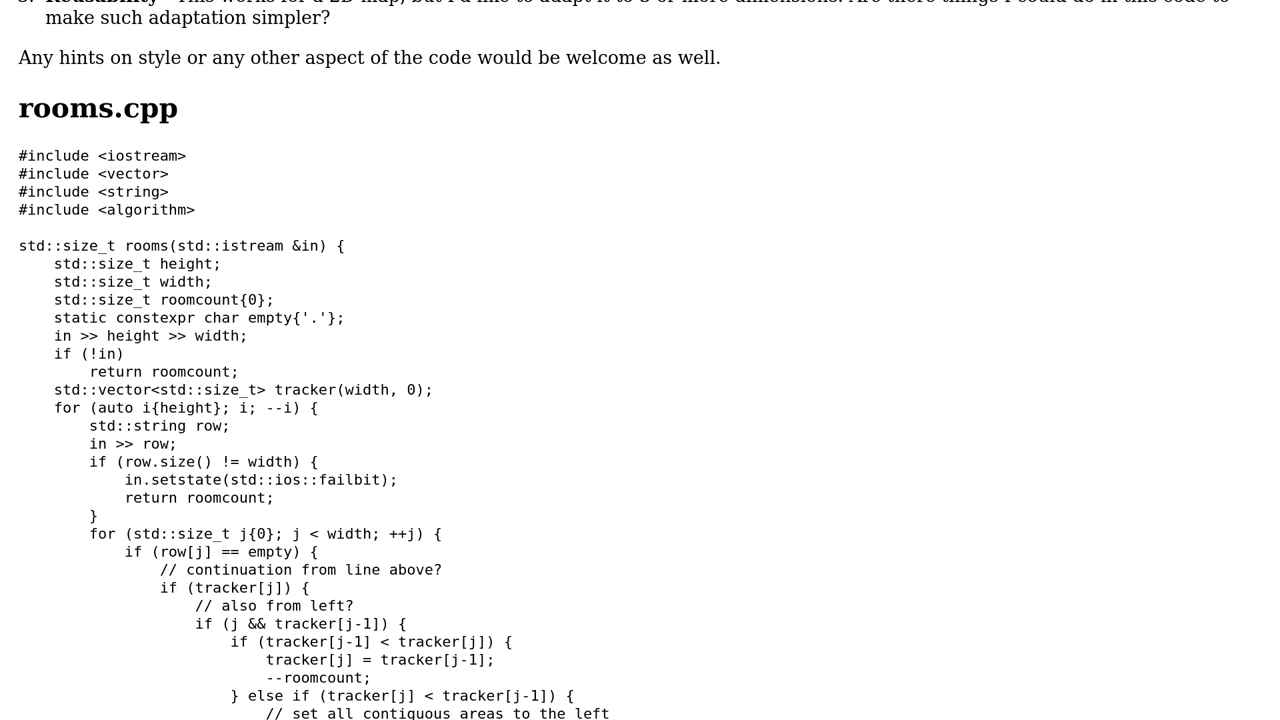 make such adaptation simpler?
Any hints on style or any other aspect of the code would be welcome as well.
rooms.cpp
#include <iostream>
#include <vector>
#include <string>
#include <algorithm>
std::size_t rooms(std::istream &in) {
    std::size_t height;
    std::size_t width;
    std::size_t roomcount{0};
    static constexpr char empty{'.'};
    in >> height >> width;
    if (!in)
        return roomcount;
    std::vector<std::size_t> tracker(width, 0);
    for (auto i{height}; i; --i) {
        std::string row;
        in >> row;
        if (row.size() != width) {
            in.setstate(std::ios::failbit);
            return roomcount;
        }
        for (std::size_t j{0}; j < width; ++j) {
            if (row[j] == empty) {
                // continuation from line above?
                if (tracker[j]) {
                    // also from left?
                    if (j && tracker[j-1]) {
                        if (tracker[j-1] < tracker[j]) {
                            tracker[j] = tracker[j-1];
                            --roomcount;
                        } else if (tracker[j] < tracker[j-1]) {
                            // set all contiguous areas to the left